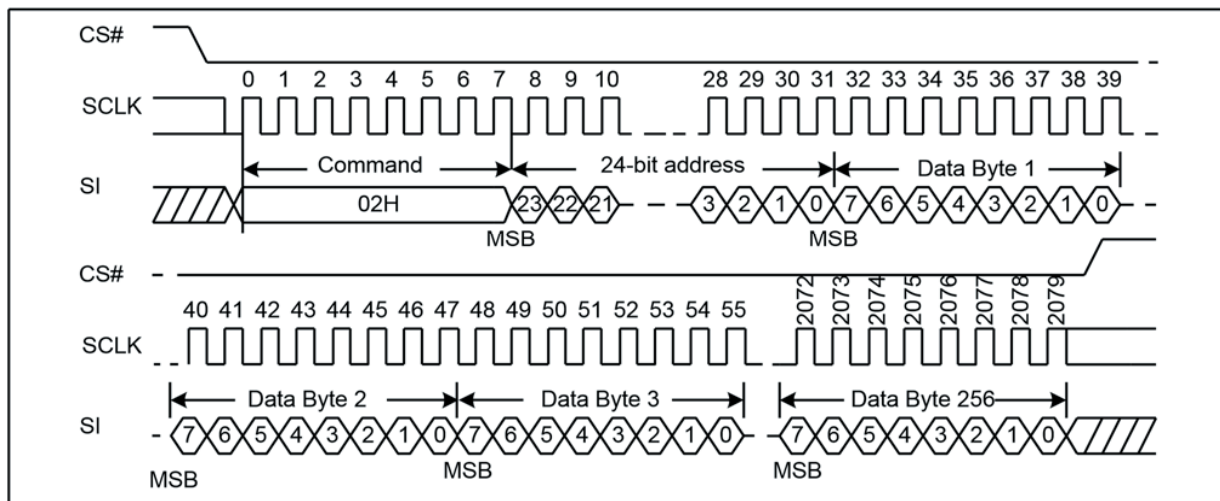 CS#
0 1 2 3 4 5 6 7 8 9 10 28 29 30 31 32 33 34 35 36 37 38 39
SCLK
Command 24-bit address Data Byte 1
SI 02H 23 22 21 3 2 1 0 7 6 5 4 3 2 1 0
MSB MSB
CS#
40 41 42 43 44 45 46 47 48 49 50 51 52 53 54 55 2072 2073 2074 2075 2076 2077 2078 2079
SCLK
Data Byte 2 Data Byte 3 Data Byte 256
SI 7 6 5 4 3 2 1 0 7 6 5 4 3 2 1 0 7 6 5 4 3 2 1 0
MSB MSB MSB